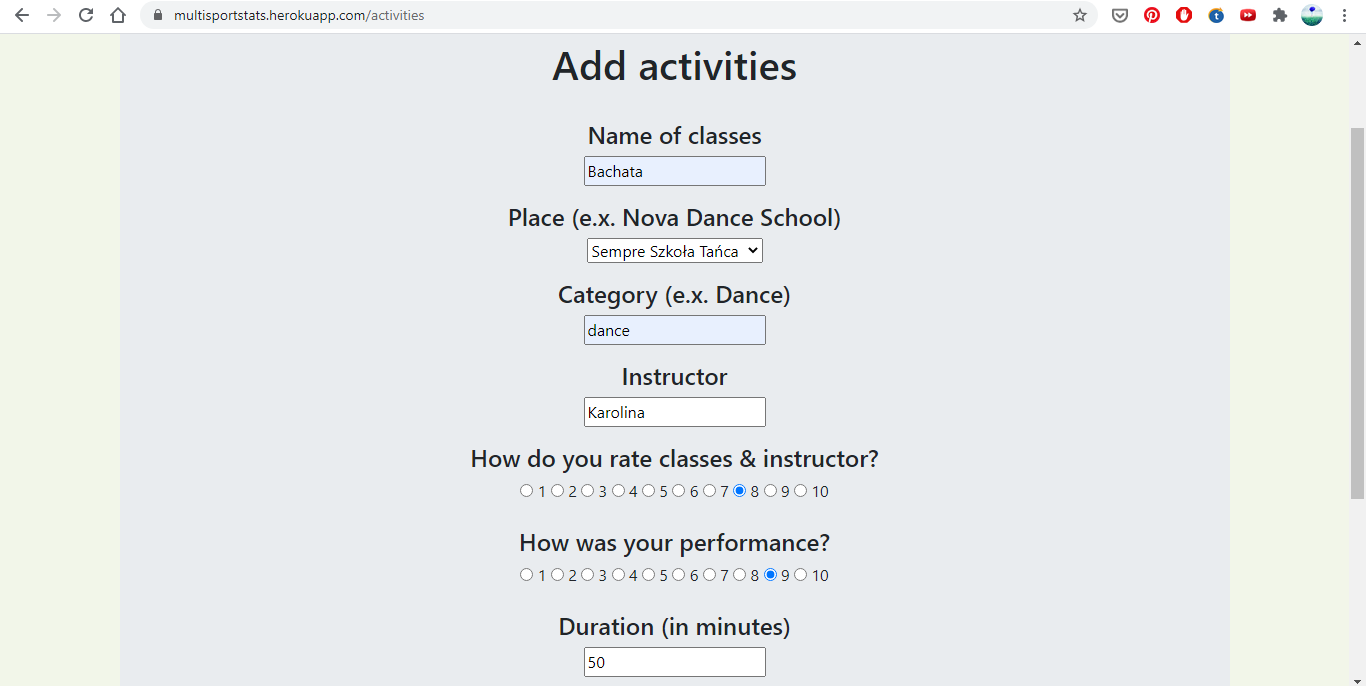 multisportstats.herokuapp.com/activities
Add activities
Name of classes
Bachata
Place (e.x. Nova Dance School)
Sempre Szkoła Tańca
Category (e.x. Dance)
dance
Instructor
Karolina
How do you rate classes & instructor?
1 2 3 4 5 6 7 8 9 10
How was your performance?
1 2 3 4 5 6 7 8 9 10
Duration (in minutes)
50